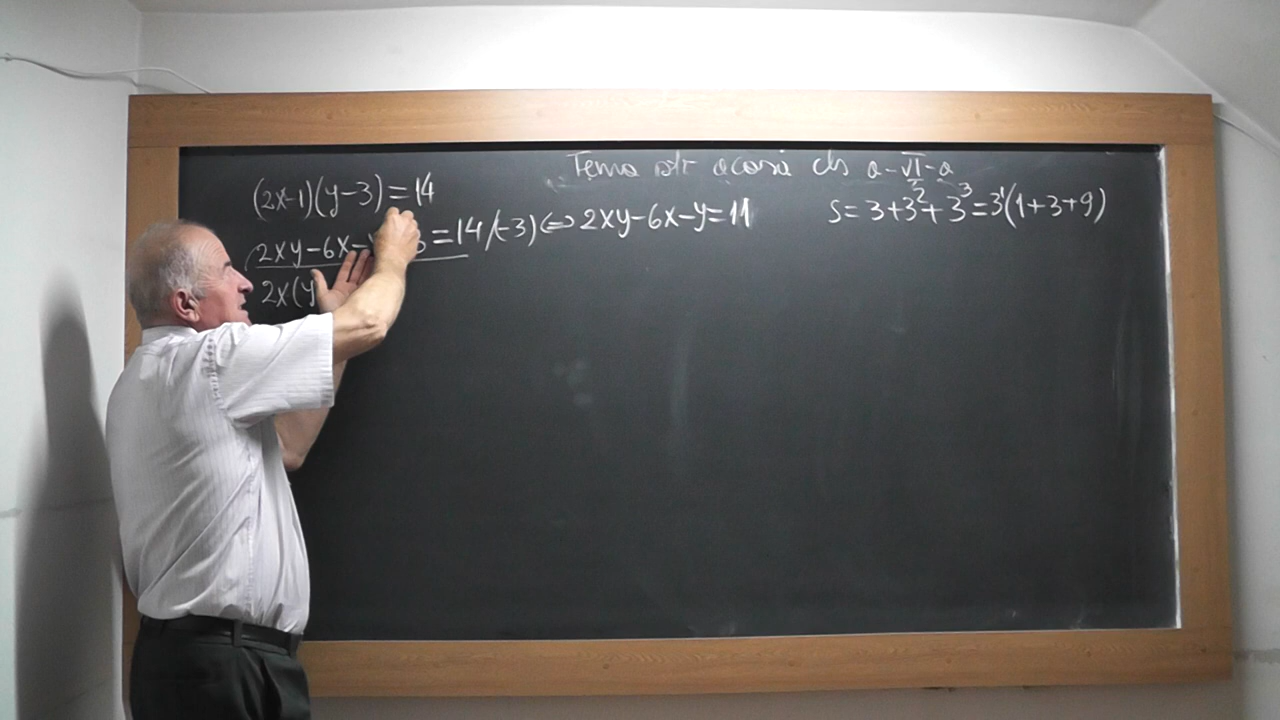 Tema acasă cls a-VI-a
(2x-1)(y-3)=14
2xy-6x- 3=14/(-3)⇔2xy-6x-y=11
2x(y
S=3+3²+3³=3¹(1+3+9)